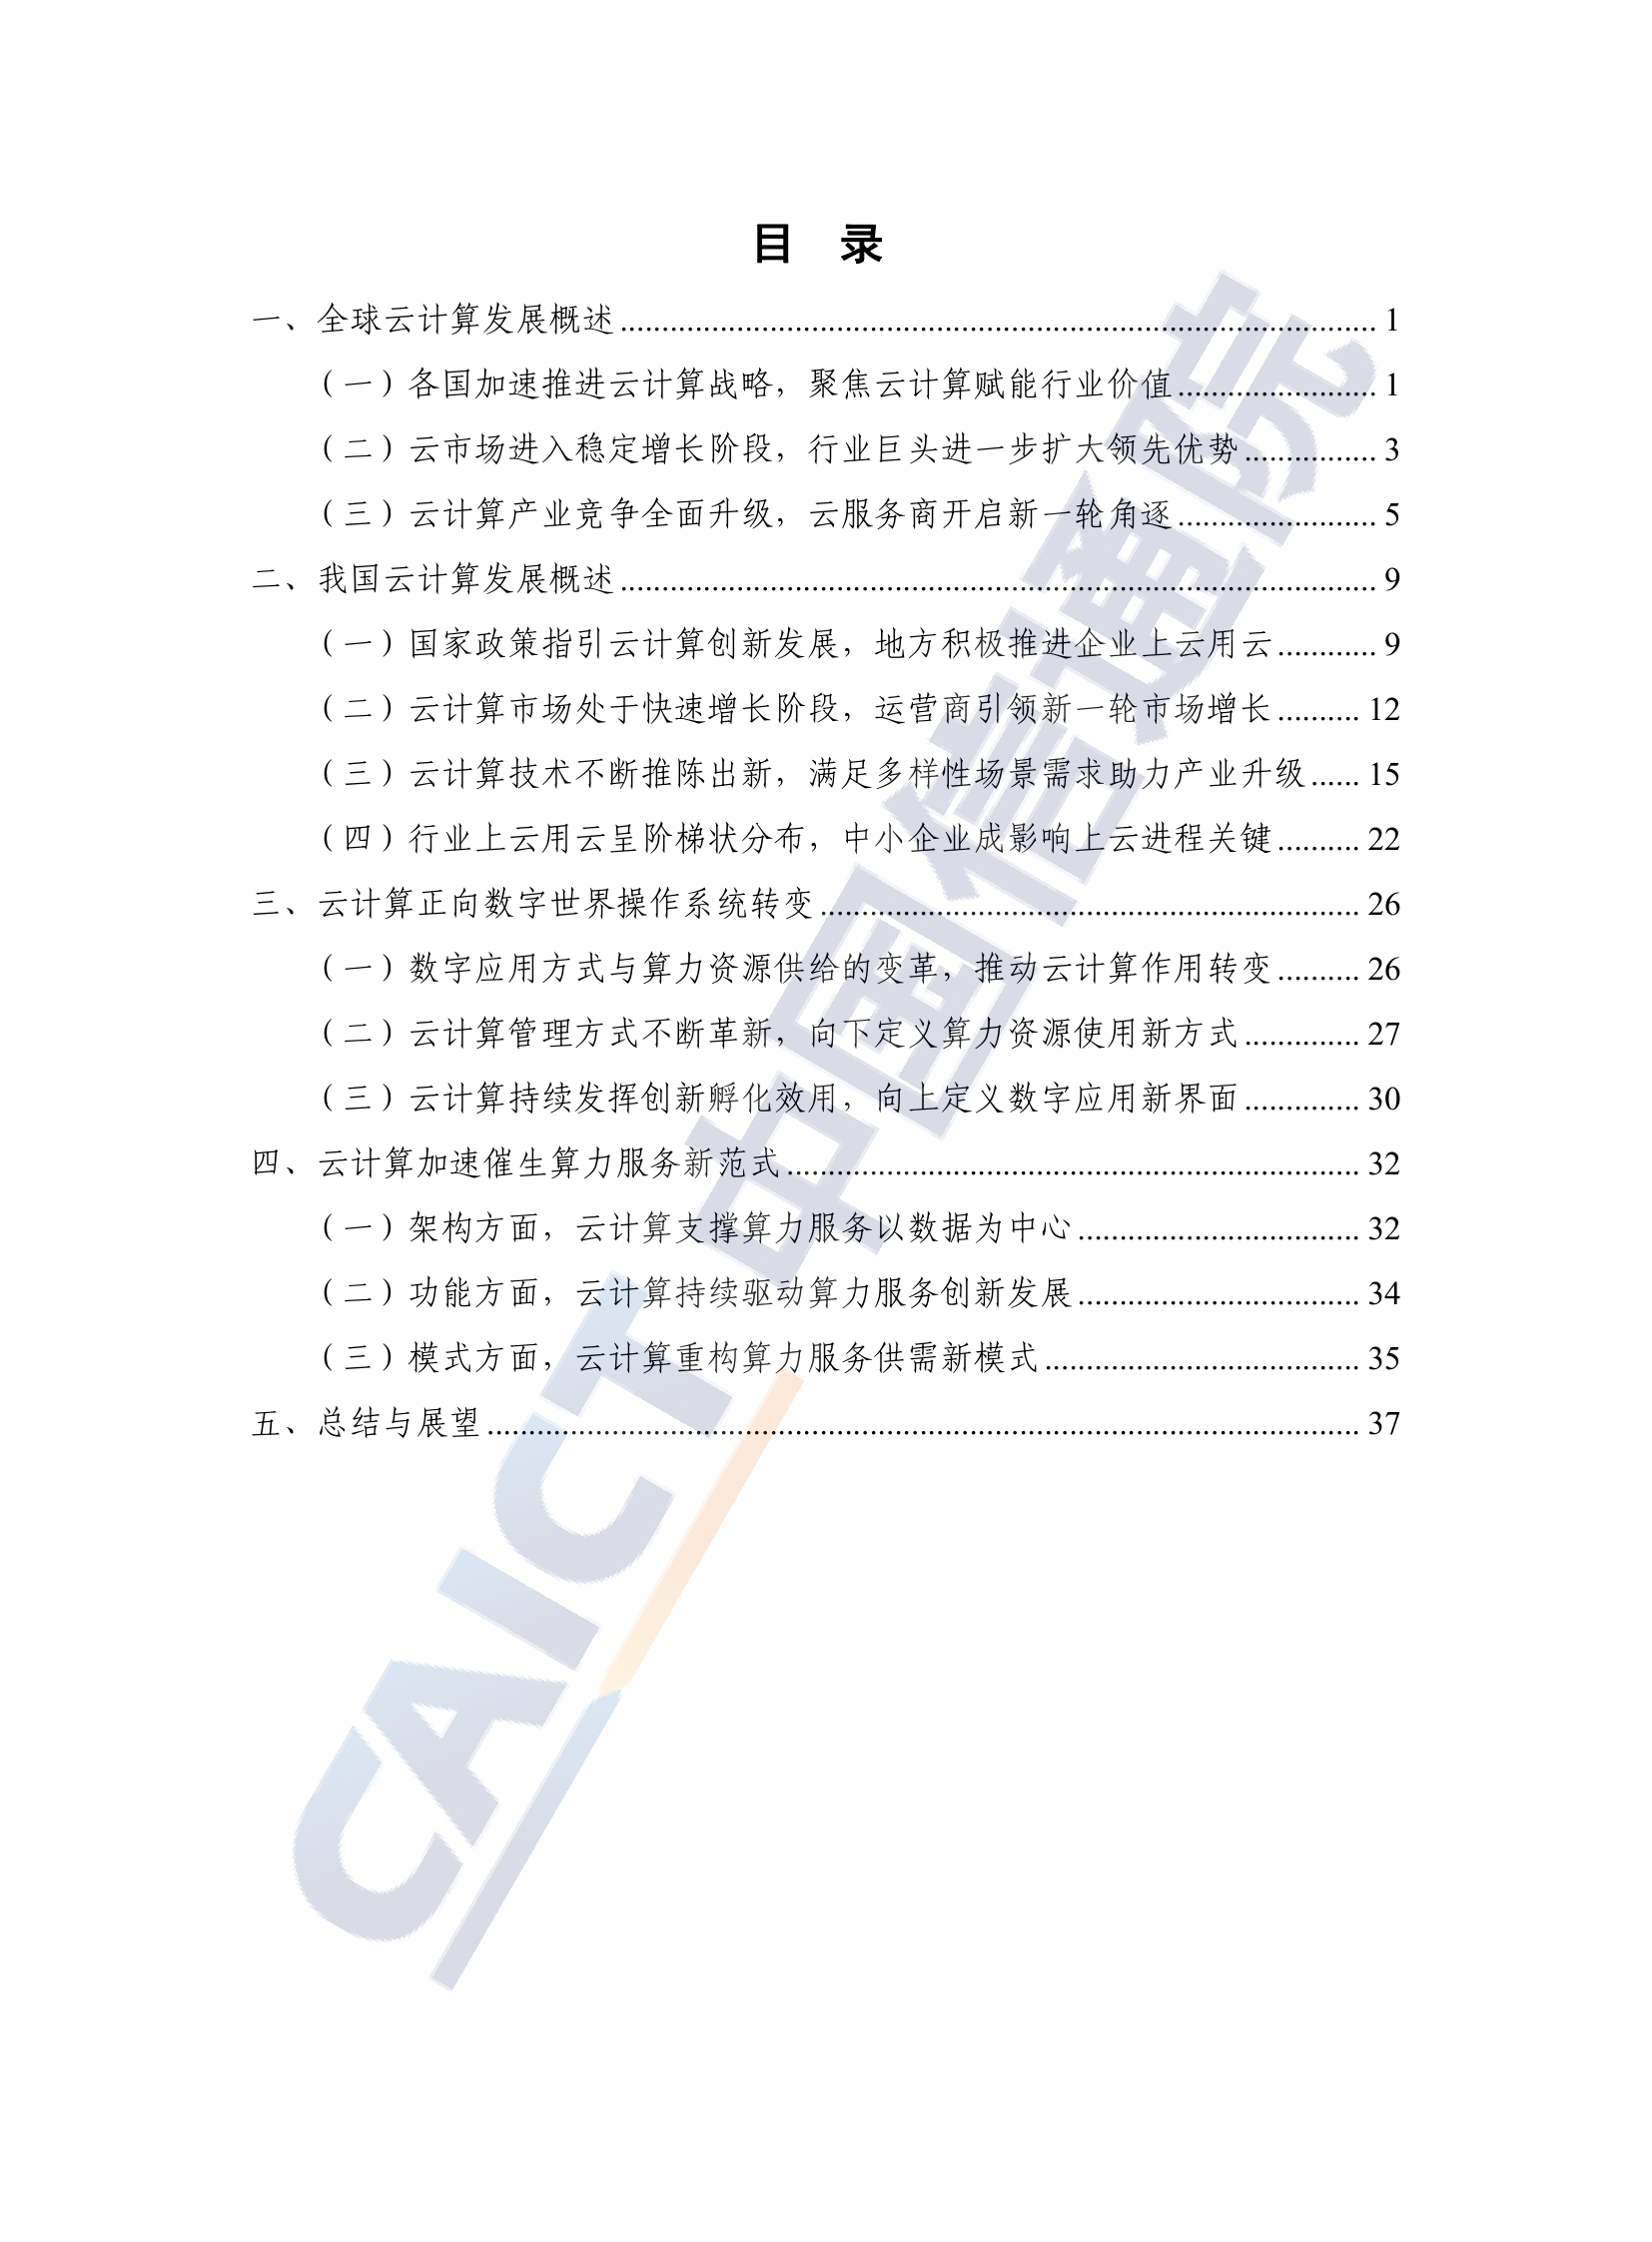 目 录
一、全球云计算发展概述 1
（一）各国加速推进云计算战略，聚焦云计算赋能行业价值 1
（二）云市场进入稳定增长阶段，行业巨头进一步扩大领先优势 3
（三）云计算产业竞争全面升级，云服务商开启新一轮角逐 5
二、我国云计算发展概述 9
（一）国家政策指引云计算创新发展，地方积极推进企业上云用云 9
（二）云计算市场处于快速增长阶段，运营商引领新一轮市场增长 12
（三）云计算技术不断推陈出新，满足多样性场景需求助力产业升级 15
（四）行业上云用云呈阶梯状分布，中小企业成影响上云进程关键 22
三、云计算正向数字世界操作系统转变 26
（一）数字应用方式与算力资源供给的变革，推动云计算作用转变 26
（二）云计算管理方式不断革新，向下定义算力资源使用新方式 27
（三）云计算持续发挥创新孵化效用，向上定义数字应用新界面 30
四、云计算加速催生算力服务新范式 32
（一）架构方面，云计算支撑算力服务以数据为中心 32
（二）功能方面，云计算持续驱动算力服务创新发展 34
（三）模式方面，云计算重构算力服务供需新模式 35
五、总结与展望 37
CAICT 中国信通院